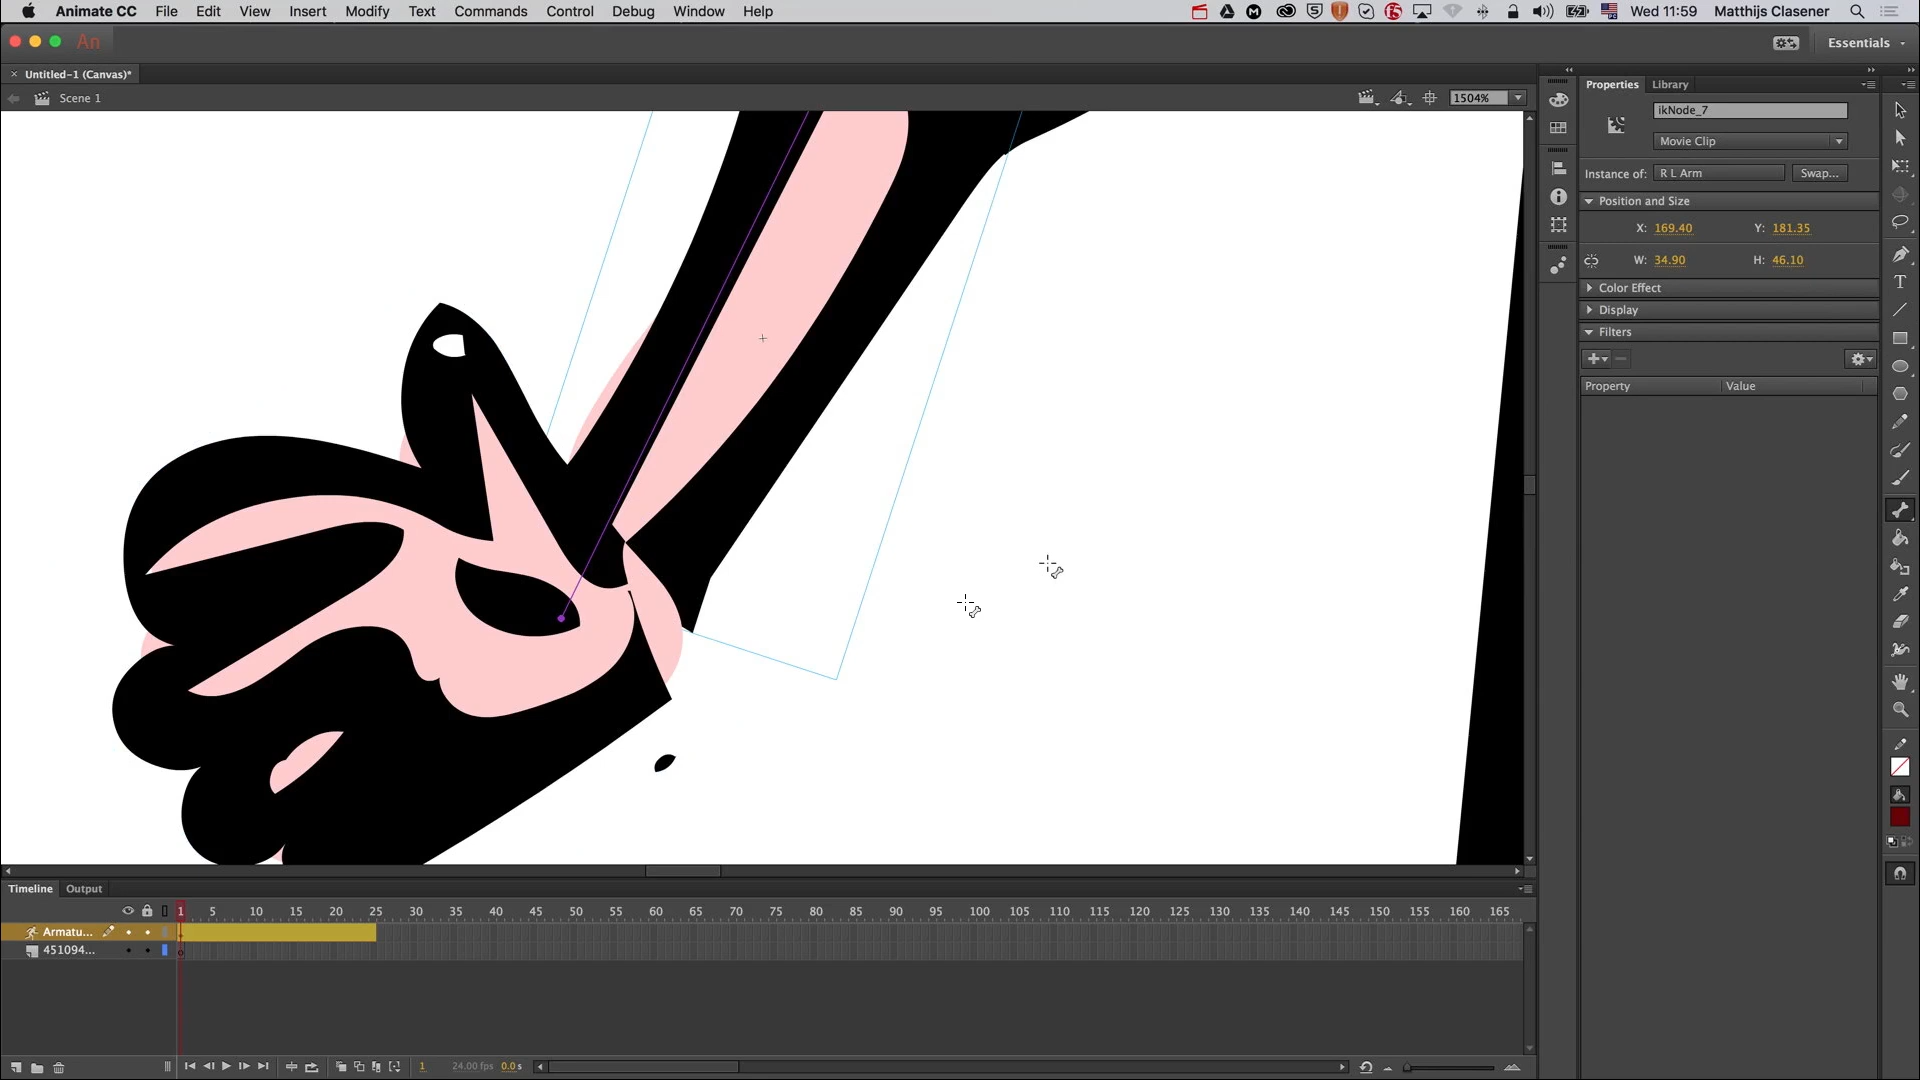 Animate CC File Edit View Insert Modify Text Commands Control Debug Window Help Wed 11:59 Matthijs Clasener
An Essentials
× Untitled-1 (Canvas)*
Scene 1 1504%
Properties Library
ikNode_7
Movie Clip
Instance of: R L Arm Swap...
Position and Size
X: 169.40 Y: 181.35
W: 34.90 H: 46.10
Color Effect
Display
Filters
Property Value
Timeline Output
1 5 10 15 20 25 30 35 40 45 50 55 60 65 70 75 80 85 90 95 100 105 110 115 120 125 130 135 140 145 150 155 160 165
Armatu...
451094...
1 24.00 fps 0.0 s